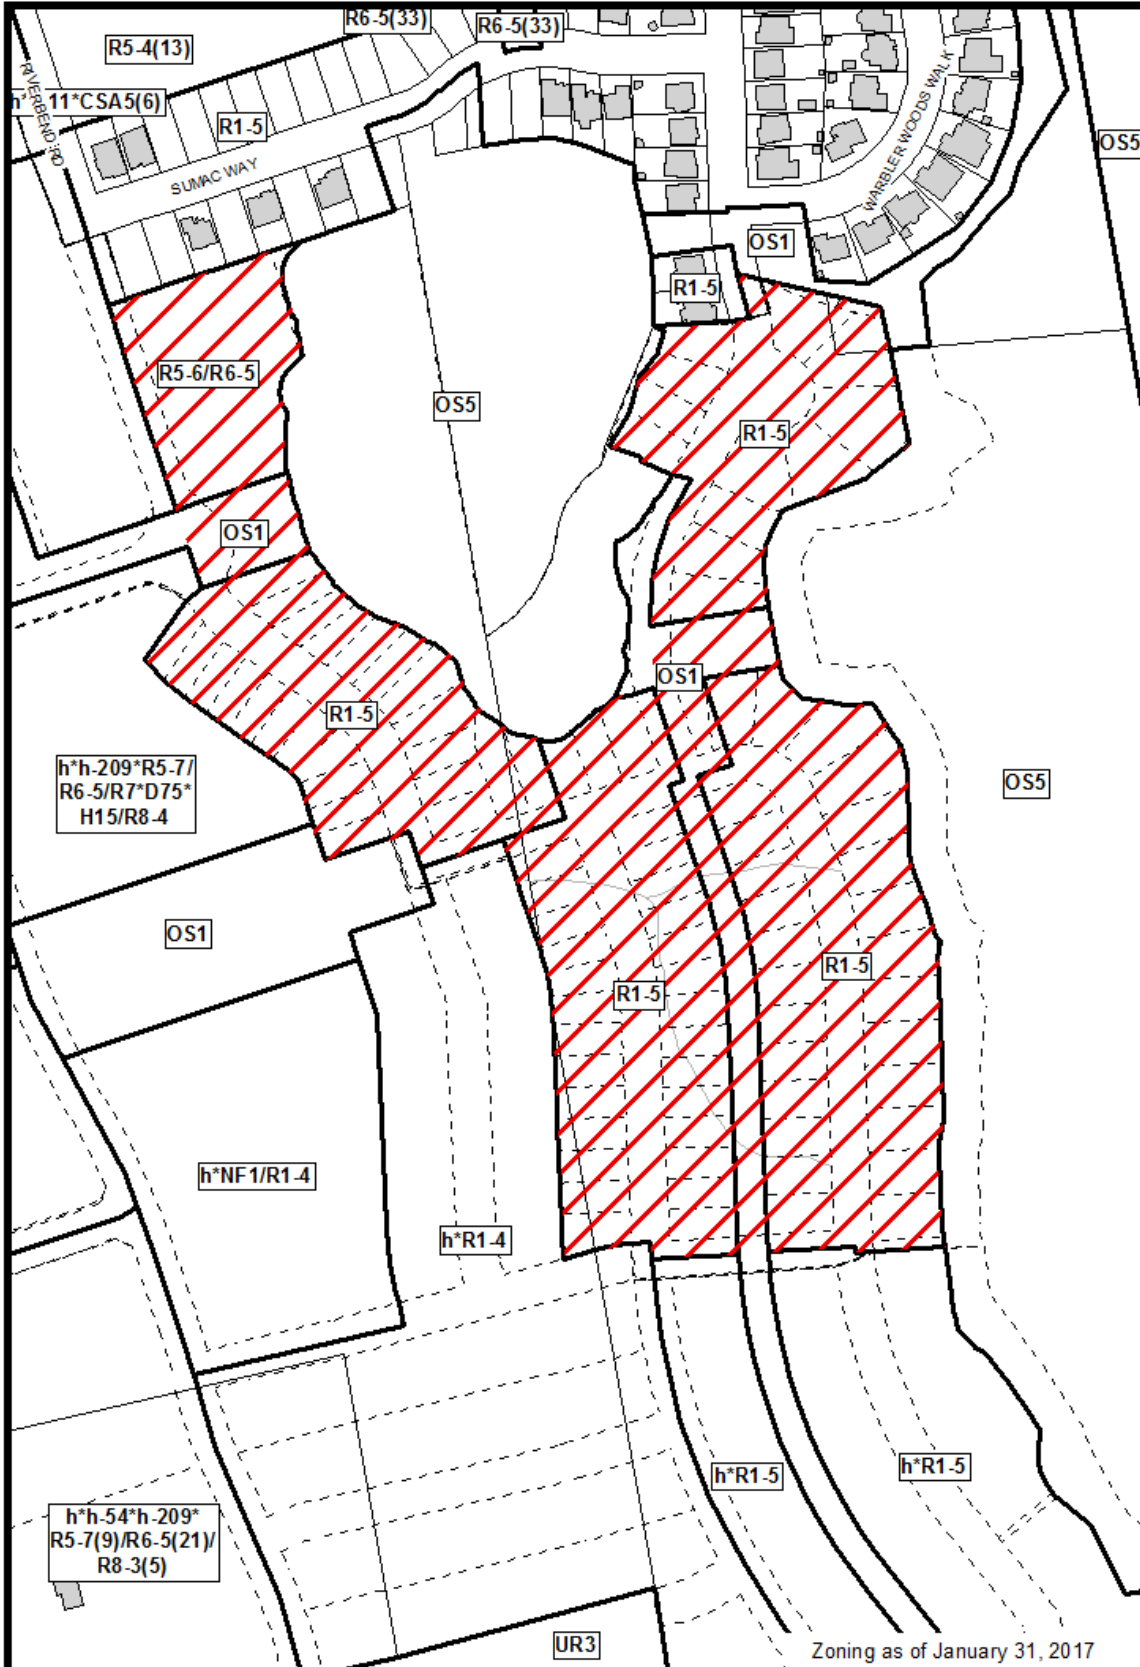 R6-5(33)
R6-5(33)
R5-4(13)
RIVERBEND RD
11*CSA5(6)
R1-5
SUMAC WAY
WARBLER WOODS WALK
OS5
OS1
R1-5
R5-6/R6-5
OS5
R1-5
OS1
OS1
R1-5
h*h-209*R5-7/
R6-5/R7*D75*
H15/R8-4
OS5
OS1
R1-5
R1-5
h*NF1/R1-4
h*R1-4
h*R1-5
h*R1-5
h*h-54*h-209*
R5-7(9)/R6-5(21)/
R8-3(5)
UR3
Zoning as of January 31, 2017